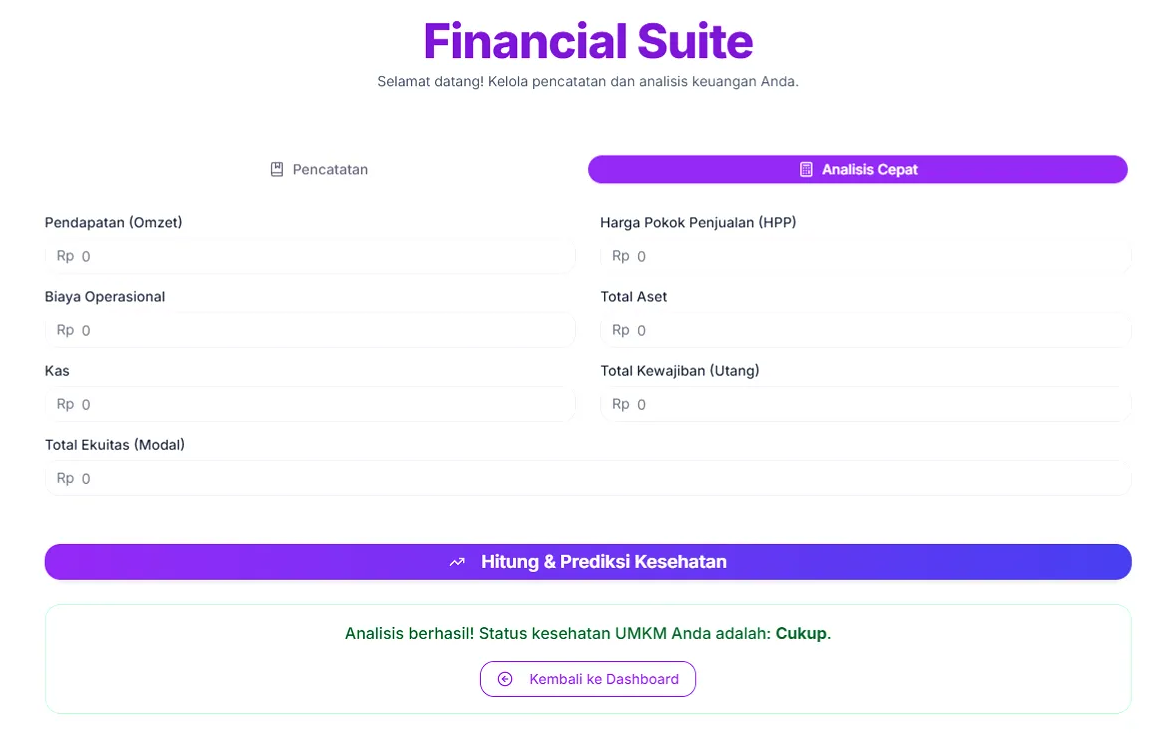 Financial Suite
Selamat datang! Kelola pencatatan dan analisis keuangan Anda.
Pencatatan
Analisis Cepat
Pendapatan (Omzet)
Harga Pokok Penjualan (HPP)
Rp 0
Rp 0
Biaya Operasional
Total Aset
Rp 0
Rp 0
Kas
Total Kewajiban (Utang)
Rp 0
Rp 0
Total Ekuitas (Modal)
Rp 0
Hitung & Prediksi Kesehatan
Analisis berhasil! Status kesehatan UMKM Anda adalah: Cukup.
Kembali ke Dashboard